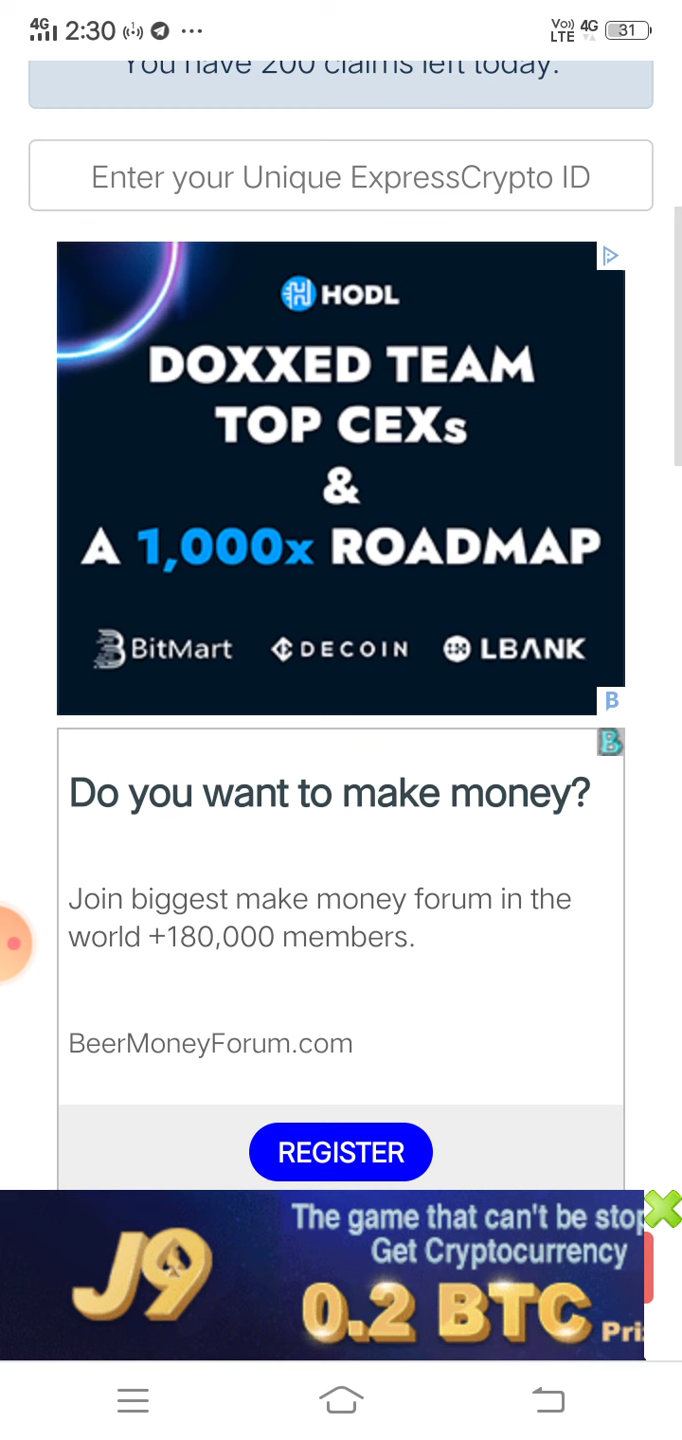 4G 2:30 Vo)) LTE 4G 31
You have 200 claims left today.
Enter your Unique ExpressCrypto ID
HODL
DOXXED TEAM
TOP CEXs
&
A 1,000x ROADMAP
BitMart DECOIN LBANK
B
B
Do you want to make money?
Join biggest make money forum in the
world +180,000 members.
BeerMoneyForum.com
REGISTER
The game that can't be stop
Get Cryptocurrency
J9 0.2 BTC Pri